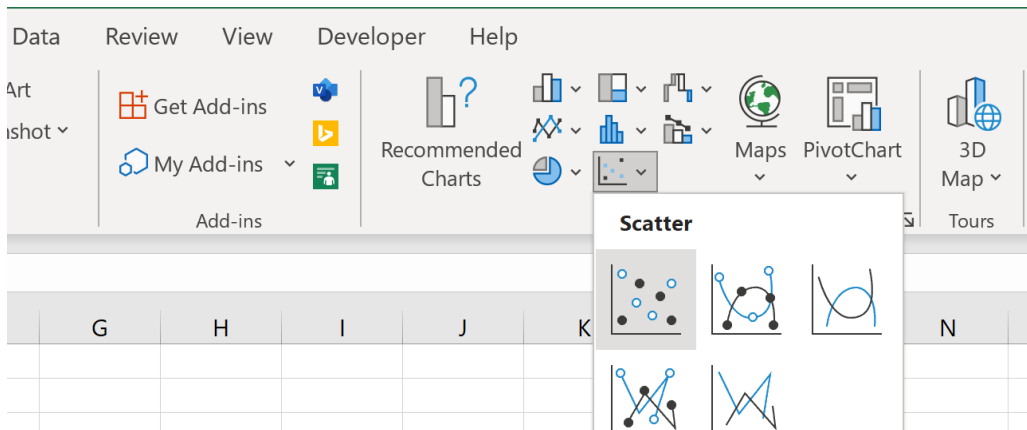 Data Review View Developer Help
Art
nshot
Get Add-ins
My Add-ins
Add-ins
Recommended
Charts
Maps
PivotChart
3D
Map
Tours
Scatter
G H I J K N